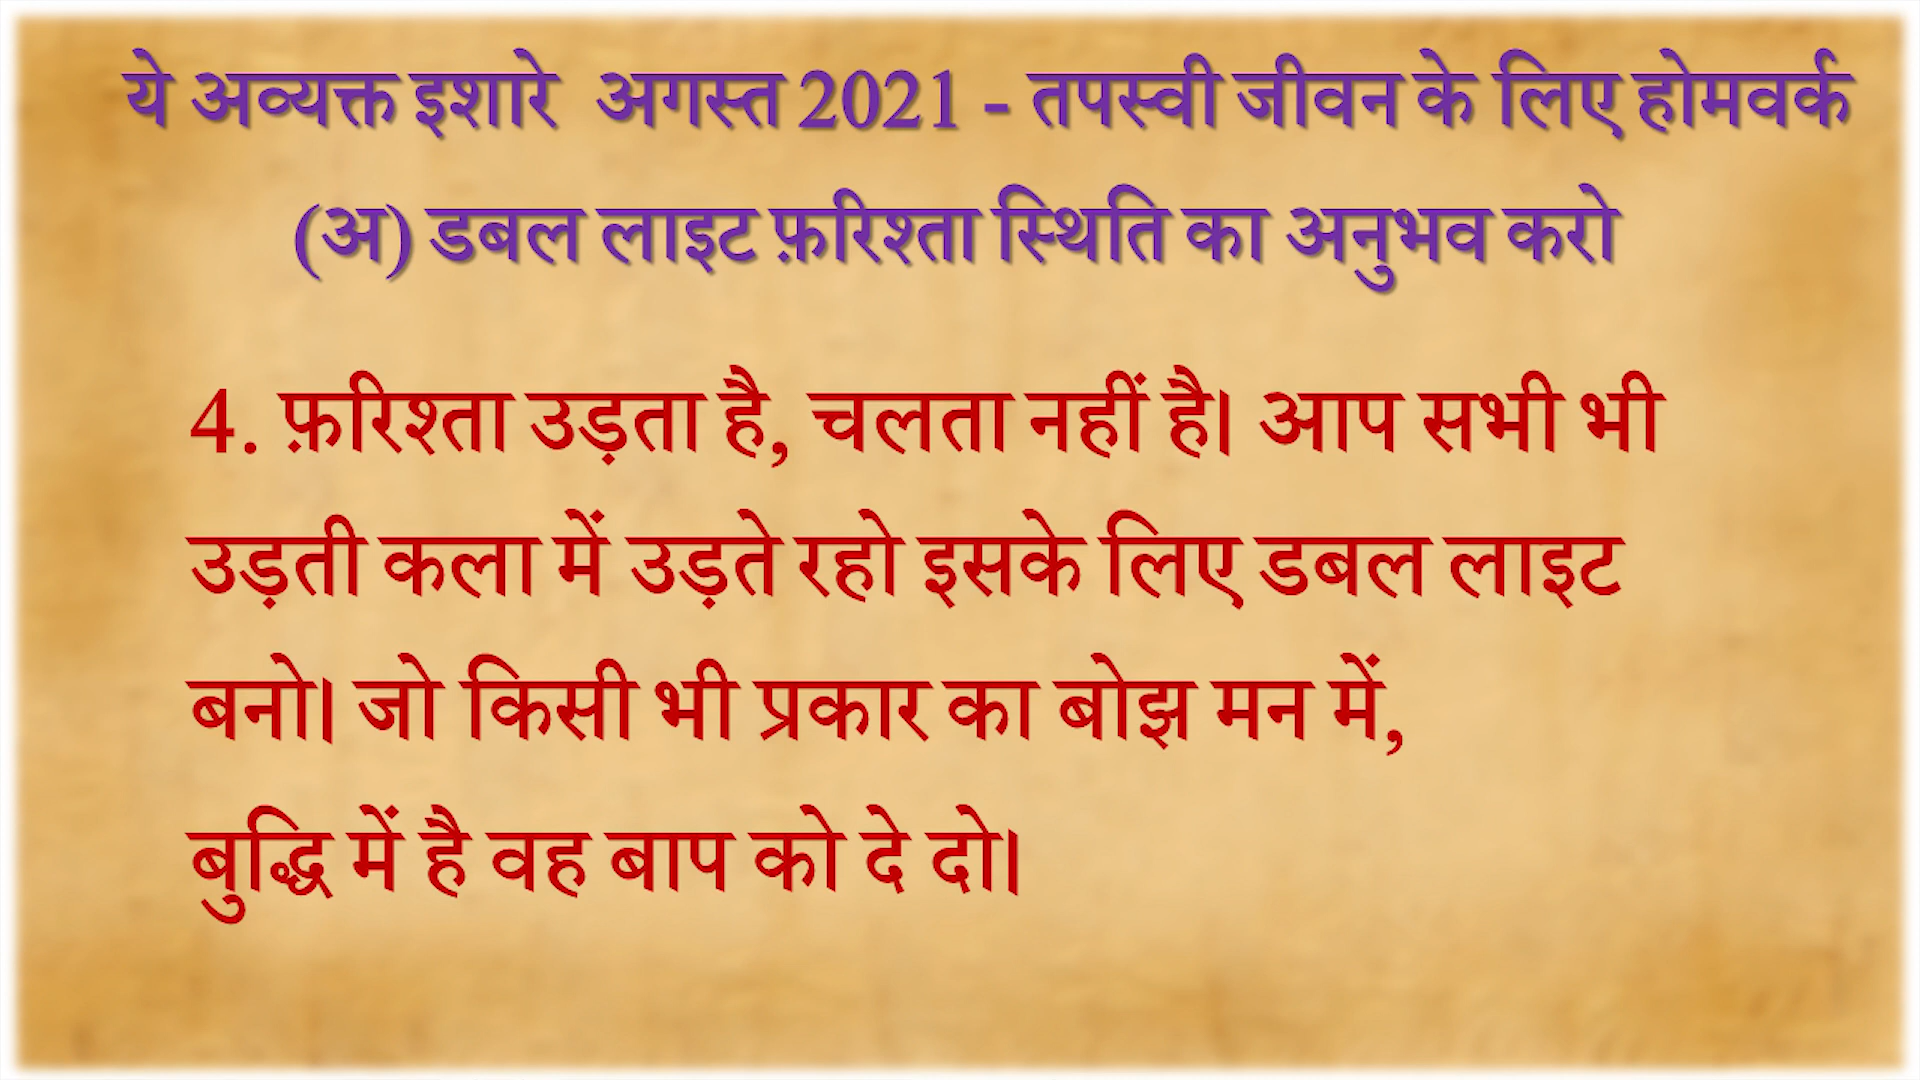 ये अव्यक्त इशारे अगस्त 2021 - तपस्वी जीवन के लिए होमवर्क
(अ) डबल लाइट फ़रिश्ता स्थिति का अनुभव करो
4. फ़रिश्ता उड़ता है, चलता नहीं है। आप सभी भी
उड़ती कला में उड़ते रहो इसके लिए डबल लाइट
बनो। जो किसी भी प्रकार का बोझ मन में,
बुद्धि में है वह बाप को दे दो।